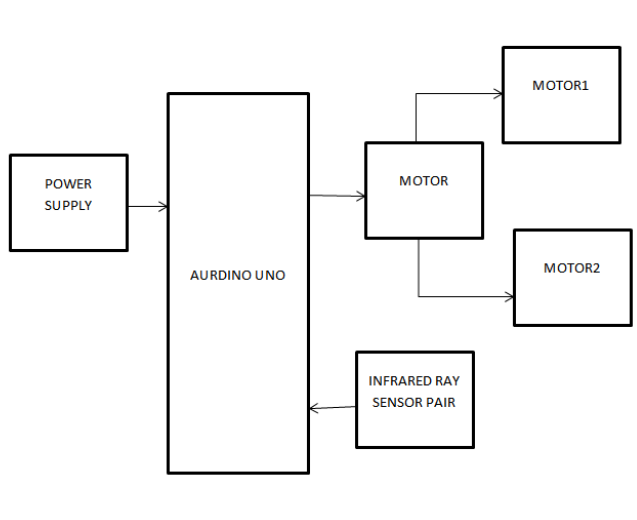 POWER
SUPPLY
AURDINO UNO
MOTOR
MOTOR1
MOTOR2
INFRARED RAY
SENSOR PAIR